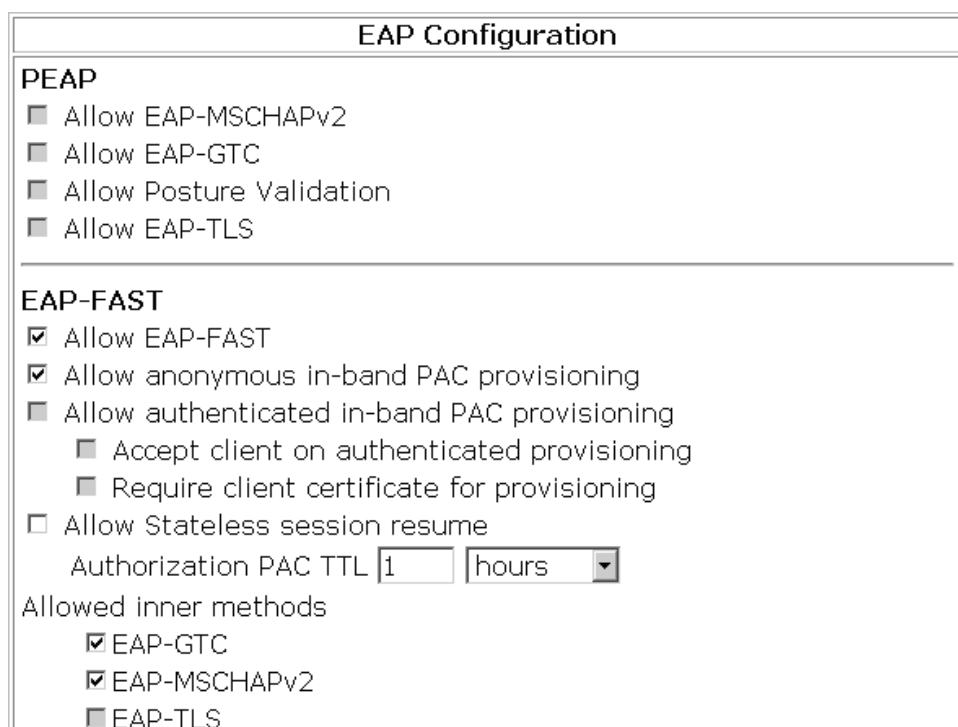 EAP Configuration
PEAP
Allow EAP-MSCHAPv2
Allow EAP-GTC
Allow Posture Validation
Allow EAP-TLS
EAP-FAST
Allow EAP-FAST
Allow anonymous in-band PAC provisioning
Allow authenticated in-band PAC provisioning
Accept client on authenticated provisioning
Require client certificate for provisioning
Allow Stateless session resume
Authorization PAC TTL 1 hours
Allowed inner methods
EAP-GTC
EAP-MSCHAPv2
EAP-TLS